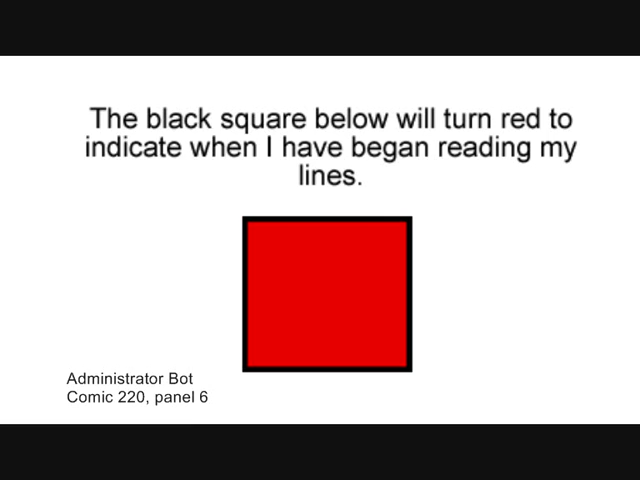 The black square below will turn red to
indicate when I have began reading my
lines.
Administrator Bot
Comic 220, panel 6